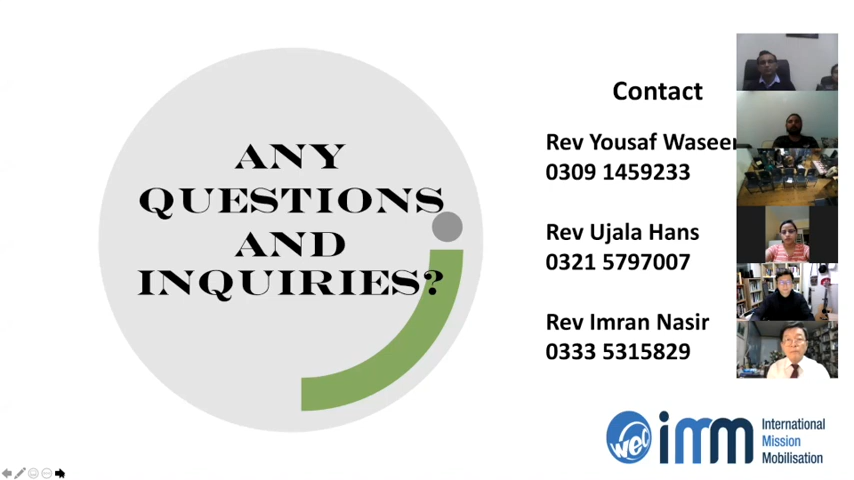 ANY
QUESTIONS
AND
INQUIRIES?
Contact
Rev Yousaf
0309 1459233
Rev Ujala Hans
0321 5797007
Rev Imran Nasir
0333 5315829
wec imm
International
Mission
Mobilisation